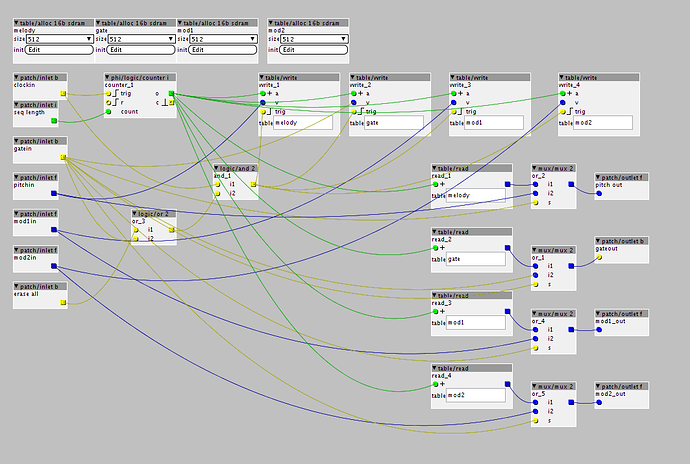 table/alloc 16b sdram
melody
size 512
init Edit
table/alloc 16b sdram
gate
size 512
init Edit
table/alloc 16b sdram
mod1
size 512
init Edit
table/alloc 16b sdram
mod2
size 512
init Edit
patch/inlet b
clockin
patch/inlet i
seq length
patch/inlet b
gatein
patch/inlet f
pitchin
patch/inlet f
mod1in
patch/inlet f
mod2in
patch/inlet b
erase all
phi/logic/counter i
counter_1
trig o
r c
count
logic/and 2
and_1
i1
i2
logic/or 2
or_3
i1
i2
table/write
write_1
a
v
trig
table melody
table/write
write_2
a
v
trig
table gate
table/write
write_3
a
v
trig
table mod1
table/write
write_4
a
v
trig
table mod2
table/read
read_1
table melody
mux/mux 2
or_2
i1
i2
s
patch/outlet f
pitch out
table/read
read_2
table gate
mux/mux 2
or_1
i1
i2
s
patch/outlet b
gateout
table/read
read_3
table mod1
mux/mux 2
or_4
i1
i2
s
patch/outlet f
mod1_out
table/read
read_4
table mod2
mux/mux 2
or_5
i1
i2
s
patch/outlet f
mod2_out